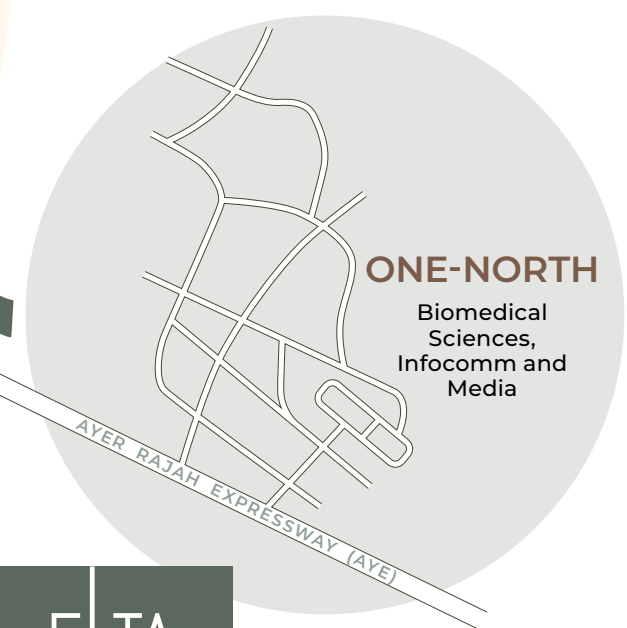 ONE-NORTH
Biomedical
Sciences,
Infocomm and
Media
AYER RAJAH EXPRESSWAY (AYE)